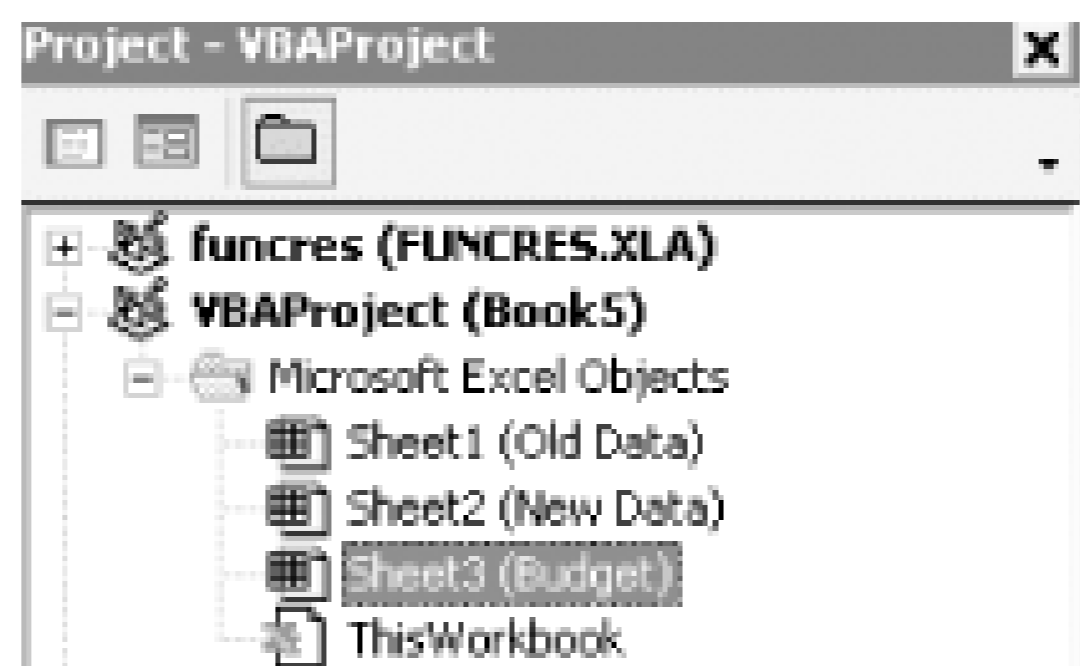 Project - VBAProject
funcres (FUNCRES.XLA)
VBAProject (Book5)
Microsoft Excel Objects
Sheet1 (Old Data)
Sheet2 (New Data)
Sheet3 (Budget)
ThisWorkbook